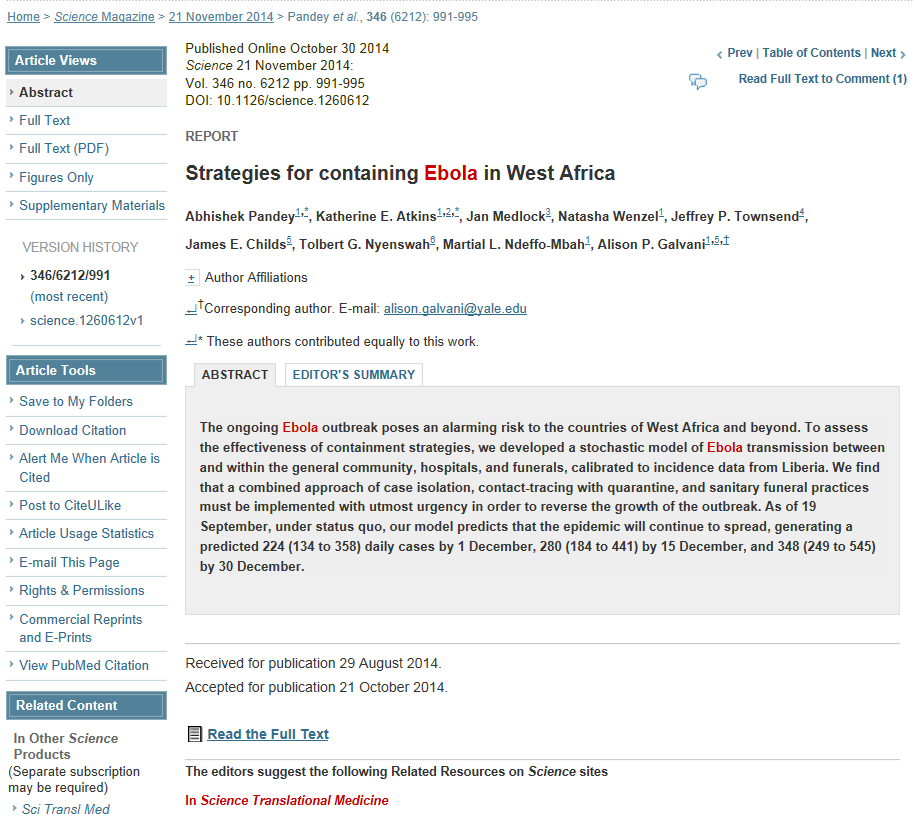 Home > Science Magazine > 21 November 2014 > Pandey et al., 346 (6212): 991-995
Article Views
Abstract
Full Text
Full Text (PDF)
Figures Only
Supplementary Materials
VERSION HISTORY
346/6212/991
(most recent)
science.1260612v1
Article Tools
Save to My Folders
Download Citation
Alert Me When Article is
Cited
Post to CiteULike
Article Usage Statistics
E-mail This Page
Rights & Permissions
Commercial Reprints
and E-Prints
View PubMed Citation
Related Content
In Other Science
Products
(Separate subscription
may be required)
Sci Transl Med
Published Online October 30 2014
Science 21 November 2014:
Vol. 346 no. 6212 pp. 991-995
DOI: 10.1126/science.1260612
‹ Prev | Table of Contents | Next ›
Read Full Text to Comment (1)
REPORT
Strategies for containing Ebola in West Africa
Abhishek Pandey1,*, Katherine E. Atkins1,2,*, Jan Medlock3, Natasha Wenzel1, Jeffrey P. Townsend4,
James E. Childs5, Tolbert G. Nyenswah6, Martial L. Ndeffo-Mbah1, Alison P. Galvani1,5,†
± Author Affiliations
↵†Corresponding author. E-mail: alison.galvani@yale.edu
↵* These authors contributed equally to this work.
ABSTRACT
EDITOR'S SUMMARY
The ongoing Ebola outbreak poses an alarming risk to the countries of West Africa and beyond. To assess
the effectiveness of containment strategies, we developed a stochastic model of Ebola transmission between
and within the general community, hospitals, and funerals, calibrated to incidence data from Liberia. We find
that a combined approach of case isolation, contact-tracing with quarantine, and sanitary funeral practices
must be implemented with utmost urgency in order to reverse the growth of the outbreak. As of 19
September, under status quo, our model predicts that the epidemic will continue to spread, generating a
predicted 224 (134 to 358) daily cases by 1 December, 280 (184 to 441) by 15 December, and 348 (249 to 545)
by 30 December.
Received for publication 29 August 2014.
Accepted for publication 21 October 2014.
Read the Full Text
The editors suggest the following Related Resources on Science sites
In Science Translational Medicine